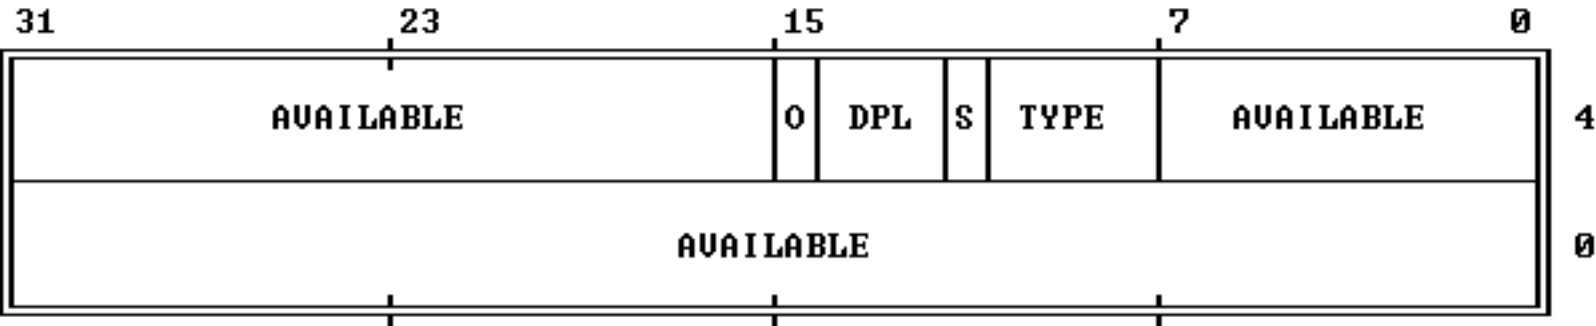 31 23 15 7 0
AVAILABLE O DPL S TYPE AVAILABLE 4
AVAILABLE 0